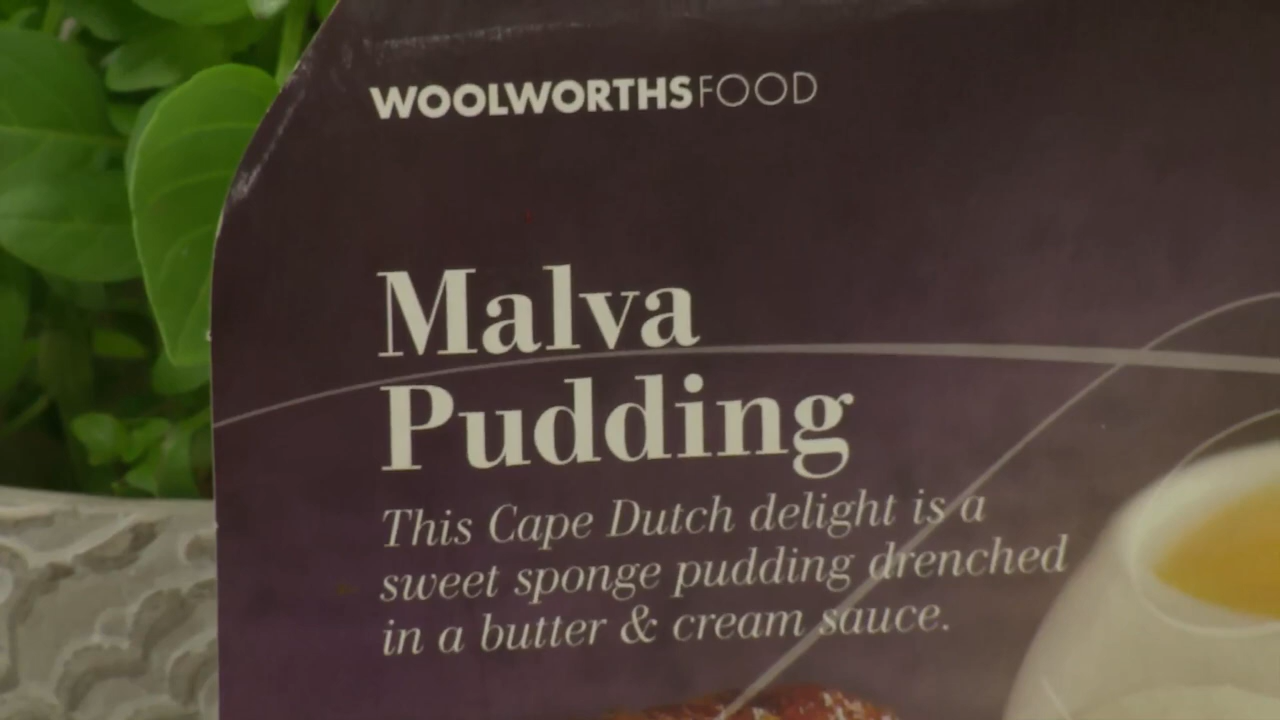 WOOLWORTHSFOOD
Malva
Pudding
This Cape Dutch delight is a
sweet sponge pudding drenched
in a butter & cream sauce.